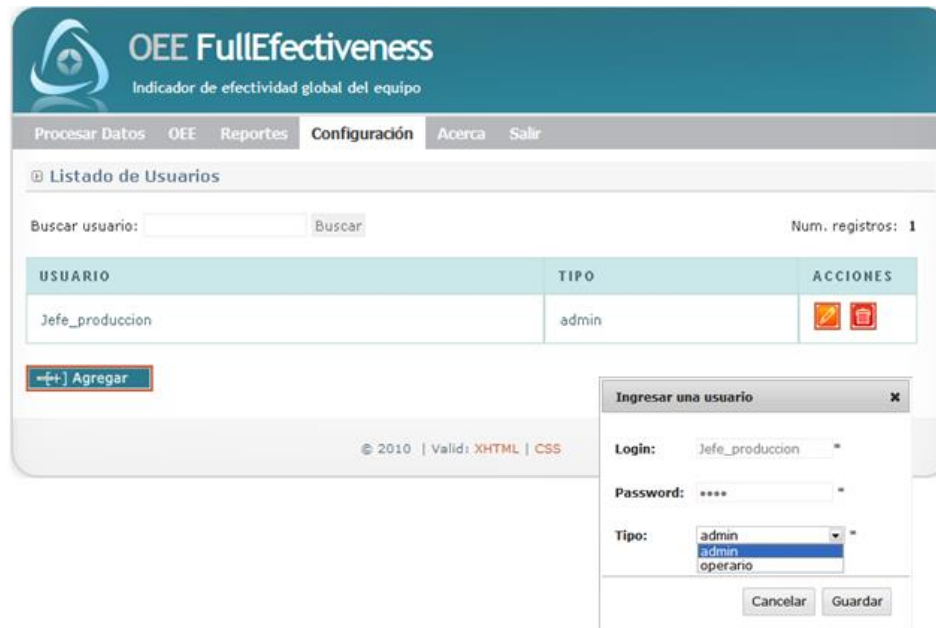 OEE FullEfectiveness
Indicador de efectividad global del equipo
Procesar Datos OEE Reportes Configuración Acerca Salir
Listado de Usuarios
Buscar usuario: Buscar Num. registros: 1
USUARIO TIPO ACCIONES
Jefe_produccion admin
[+] Agregar
© 2010 | Valid: XHTML | CSS
Ingresar una usuario x
Login: Jefe_produccion *
Password: •••• *
Tipo: admin *
admin
operario
Cancelar Guardar